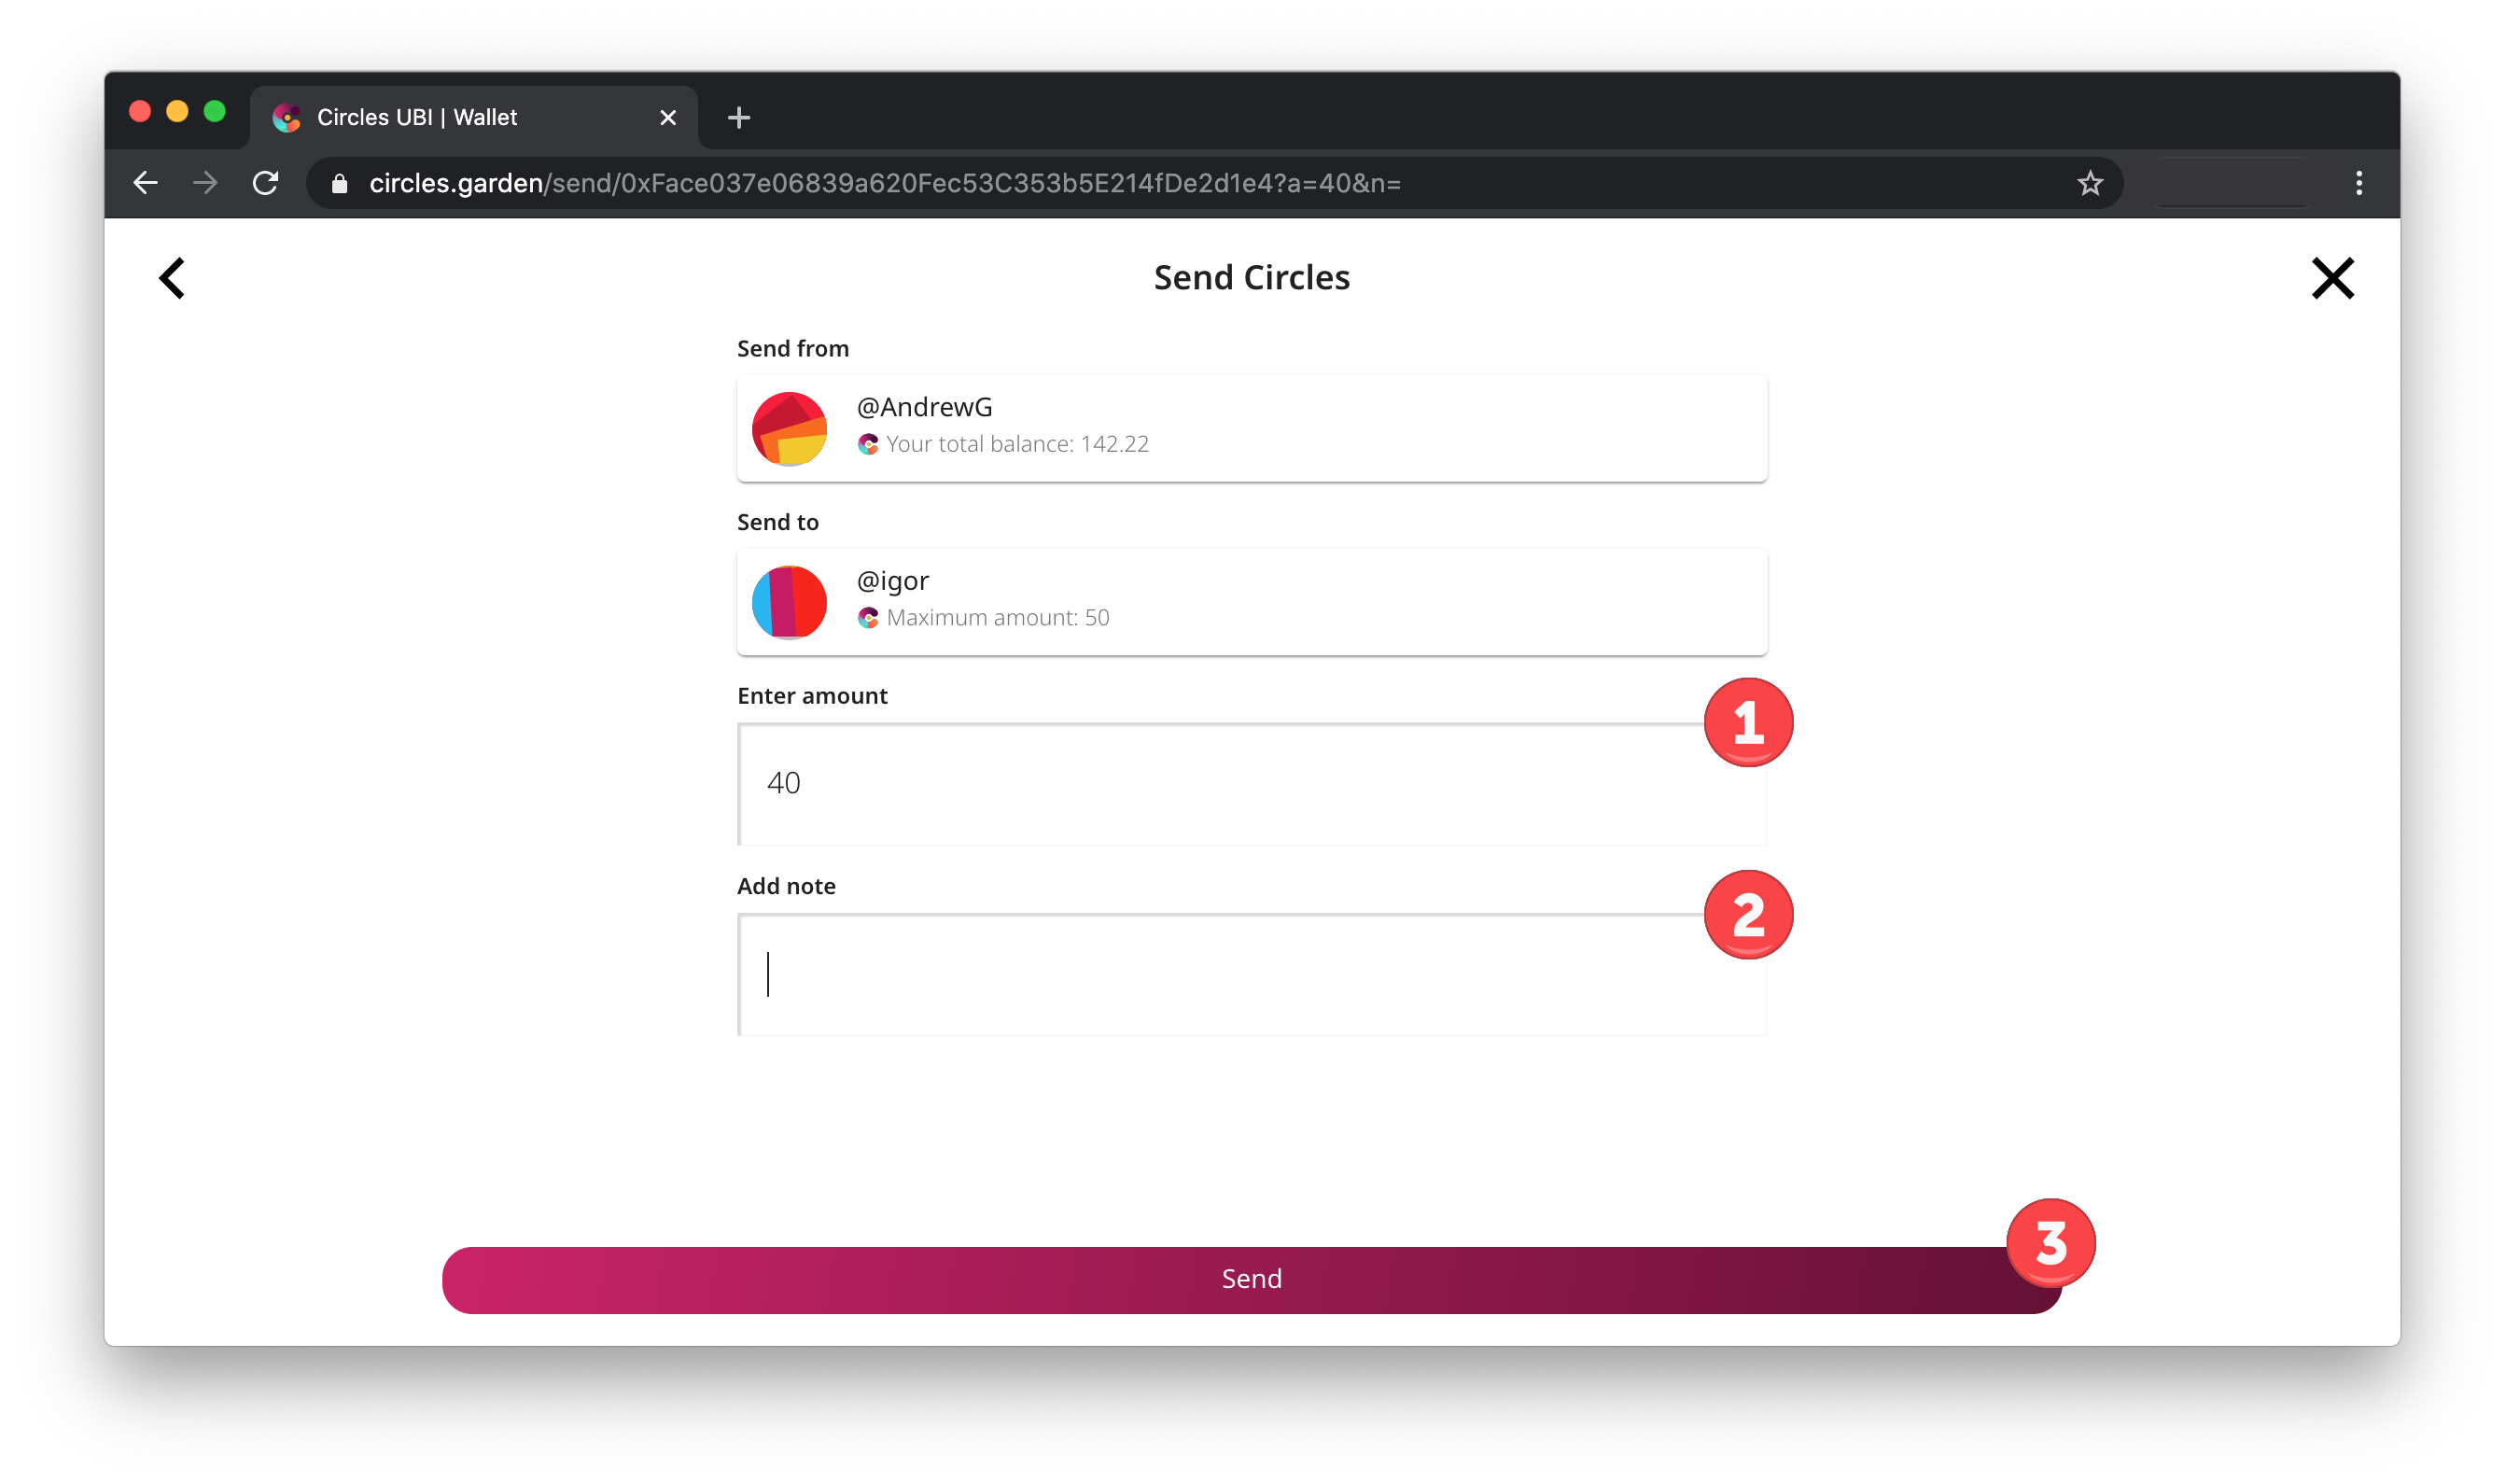 Circles UBI | Wallet
circles.garden/send/0xFace037e06839a620Fec53C353b5E214fDe2d1e4?a=40&n=
Send Circles
Send from
@AndrewG
Your total balance: 142.22
Send to
@igor
Maximum amount: 50
Enter amount
1
40
Add note
2
3
Send